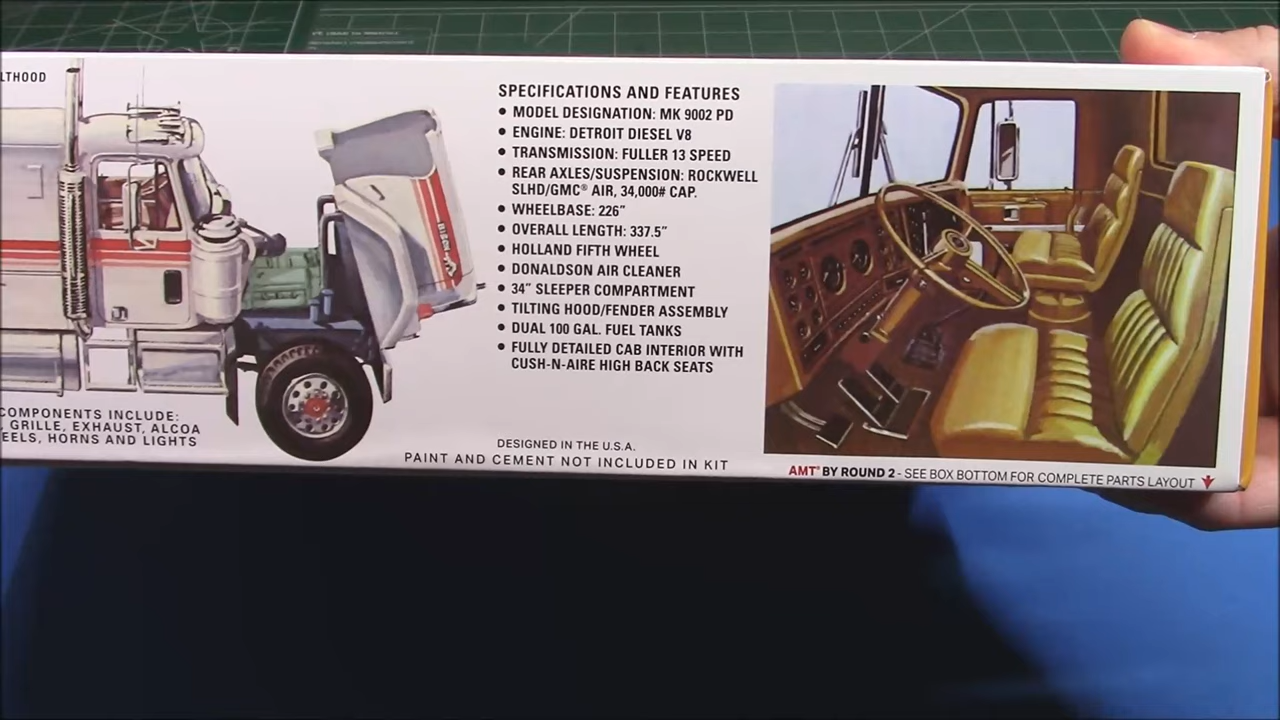 LTHOOD
SPECIFICATIONS AND FEATURES
• MODEL DESIGNATION: MK 9002 PD
• ENGINE: DETROIT DIESEL V8
• TRANSMISSION: FULLER 13 SPEED
• REAR AXLES/SUSPENSION: ROCKWELL
SLHD/GMC® AIR, 34,000# CAP.
• WHEELBASE: 226"
• OVERALL LENGTH: 337.5"
• HOLLAND FIFTH WHEEL
• DONALDSON AIR CLEANER
• 34" SLEEPER COMPARTMENT
• TILTING HOOD/FENDER ASSEMBLY
• DUAL 100 GAL. FUEL TANKS
• FULLY DETAILED CAB INTERIOR WITH
CUSH-N-AIRE HIGH BACK SEATS
COMPONENTS INCLUDE:
, GRILLE, EXHAUST, ALCOA
EELS, HORNS AND LIGHTS
DESIGNED IN THE U.S.A.
PAINT AND CEMENT NOT INCLUDED IN KIT
AMT® BY ROUND 2 - SEE BOX BOTTOM FOR COMPLETE PARTS LAYOUT